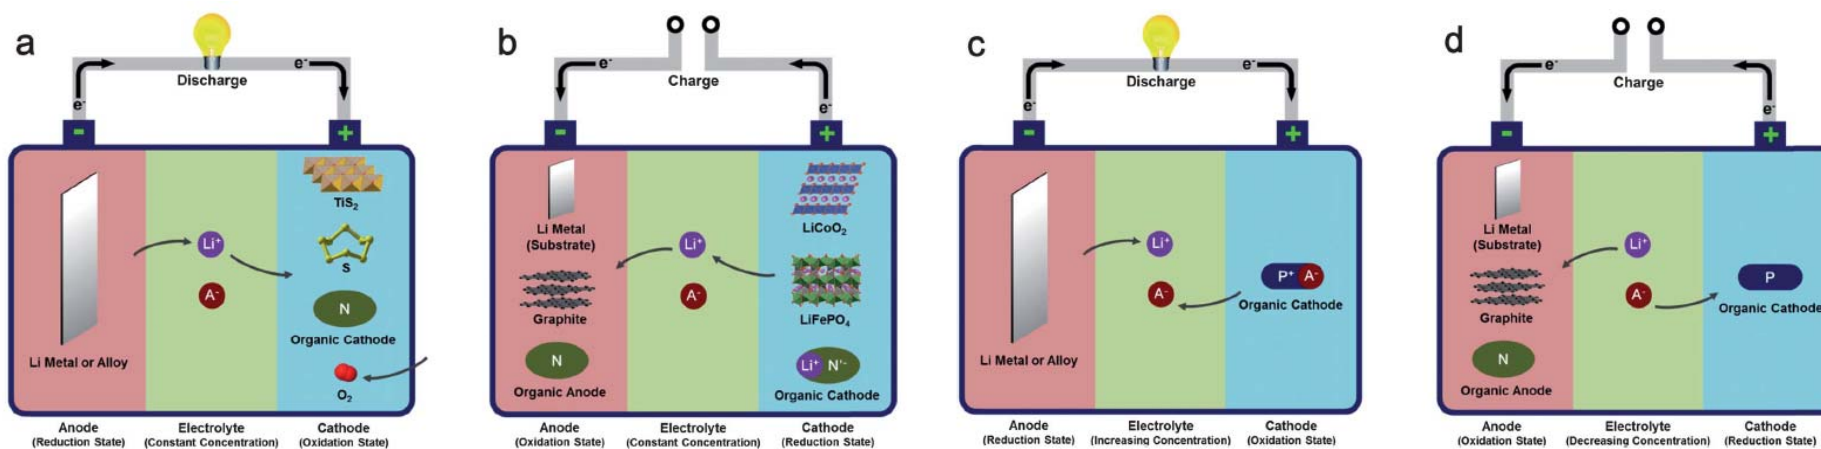 a
e-
Discharge
e-
-
+
TiS2
Li+
S
A-
N
Organic Cathode
Li Metal or Alloy
O2
Anode
(Reduction State)
Electrolyte
(Constant Concentration)
Cathode
(Oxidation State)
b
e-
Charge
e-
-
+
Li Metal
(Substrate)
Li+
LiCoO2
A-
Graphite
LiFePO4
N
Li+ N'-
Organic Anode
Organic Cathode
Anode
(Oxidation State)
Electrolyte
(Constant Concentration)
Cathode
(Reduction State)
c
e-
Discharge
e-
-
+
Li+
P+ A-
A-
Organic Cathode
Li Metal or Alloy
Anode
(Reduction State)
Electrolyte
(Increasing Concentration)
Cathode
(Oxidation State)
d
e-
Charge
e-
-
+
Li Metal
(Substrate)
Li+
P
A-
Organic Cathode
Graphite
N
Organic Anode
Anode
(Oxidation State)
Electrolyte
(Decreasing Concentration)
Cathode
(Reduction State)